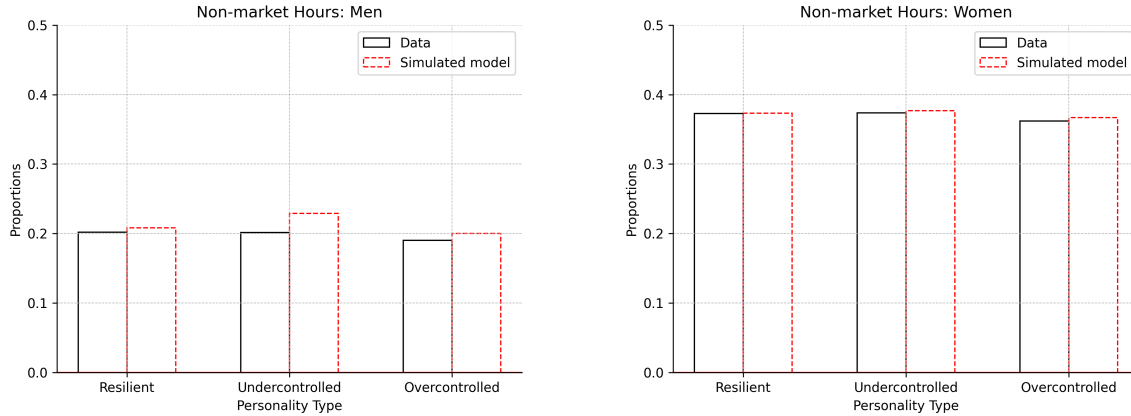 Non-market Hours: Men
Data
Simulated model
Proportions
0.5
0.4
0.3
0.2
0.1
0.0
Resilient Undercontrolled Overcontrolled
Personality Type
Non-market Hours: Women
Data
Simulated model
Proportions
0.5
0.4
0.3
0.2
0.1
0.0
Resilient Undercontrolled Overcontrolled
Personality Type